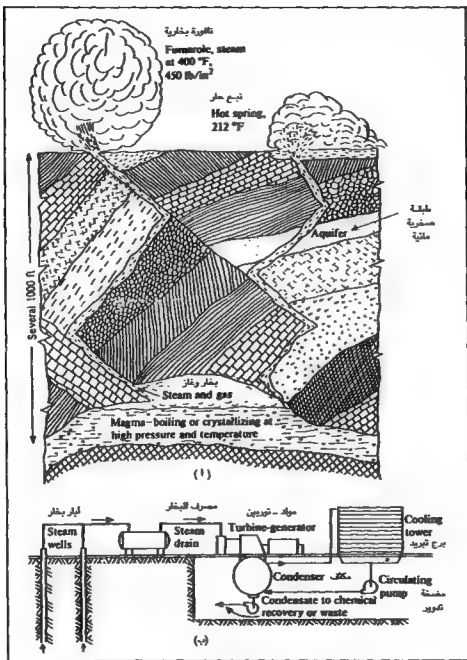 نافورة بخارية
Fumarole, steam
at 400 °F,
450 lb/in²
نبع حار
Hot spring,
212 °F
طبقة
صخرية
مائية
Aquifer
Several 1000 ft
بخار وغاز
Steam and gas
Magma-boiling or crystallizing at
high pressure and temperature
(أ)
آبار بخار
Steam
wells
مصرف للبخار
Steam
drain
مولد - توربين
Turbine-generator
Cooling
tower
برج تبريد
Condenser مكثف
Circulating
pump
مضخة
تدوير
Condensate to chemical
recovery or waste
(ب)